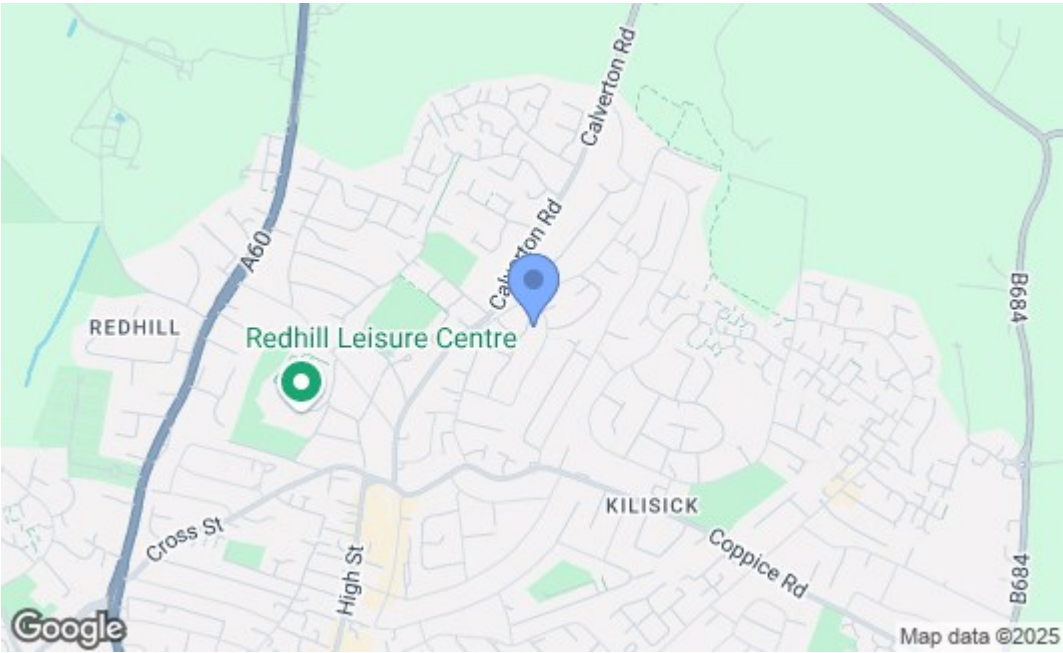 Calverton Rd
A60
Calverton Rd
B684
REDHILL
Redhill Leisure Centre
KILISICK
Cross St
High St
Coppice Rd
B684
Google
Map data ©2025